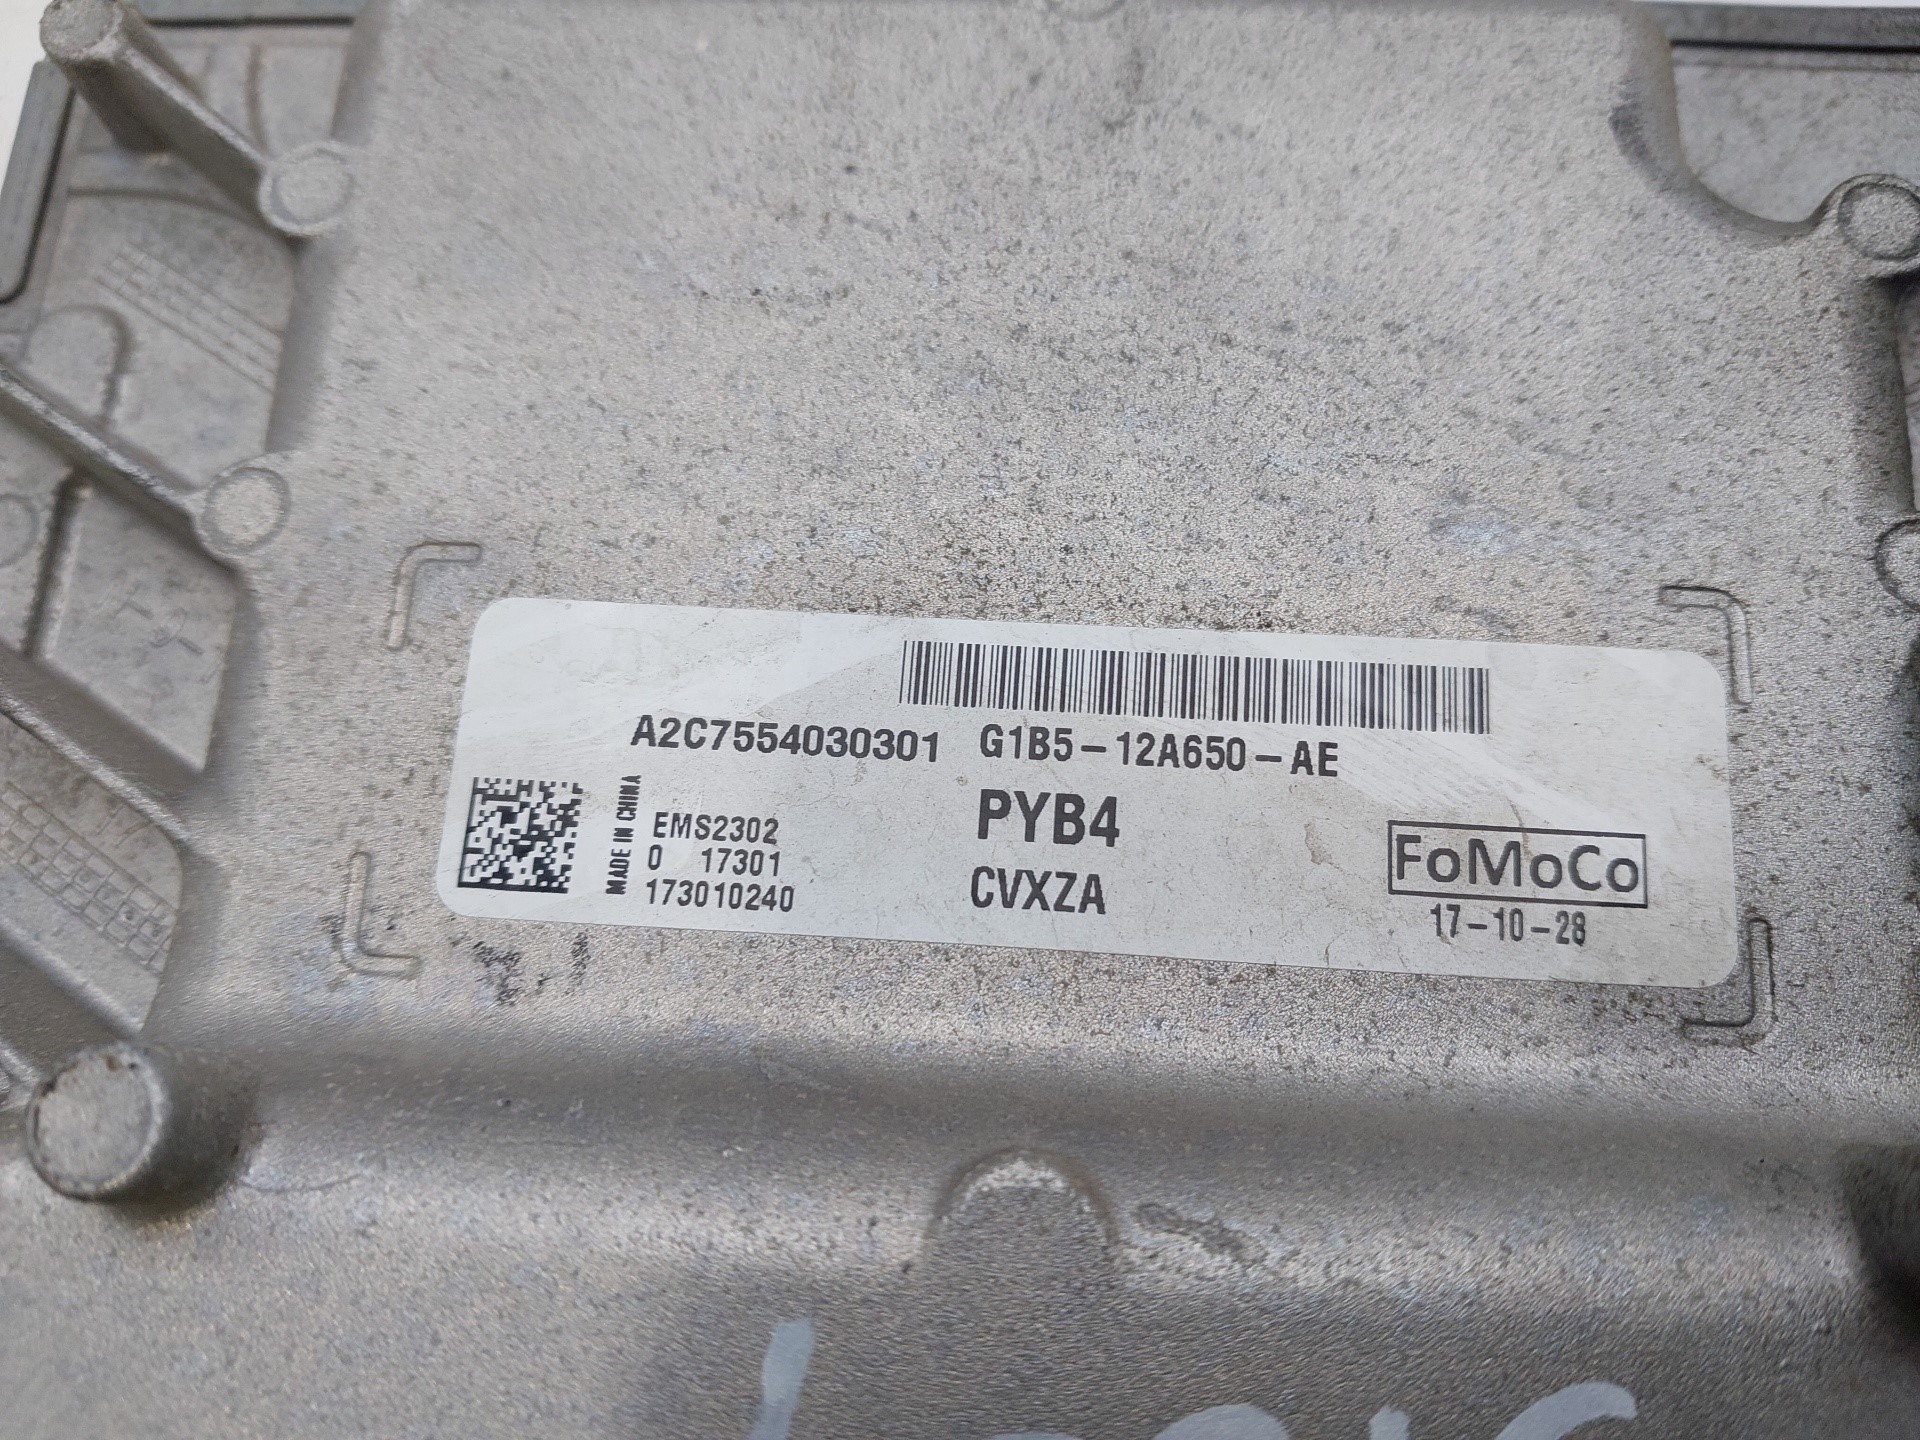 A2C7554030301 G1B5-12A650-AE
MADE IN CHINA
EMS2302
0 17301
173010240
PYB4
CVXZA
FoMoCo
17-10-28